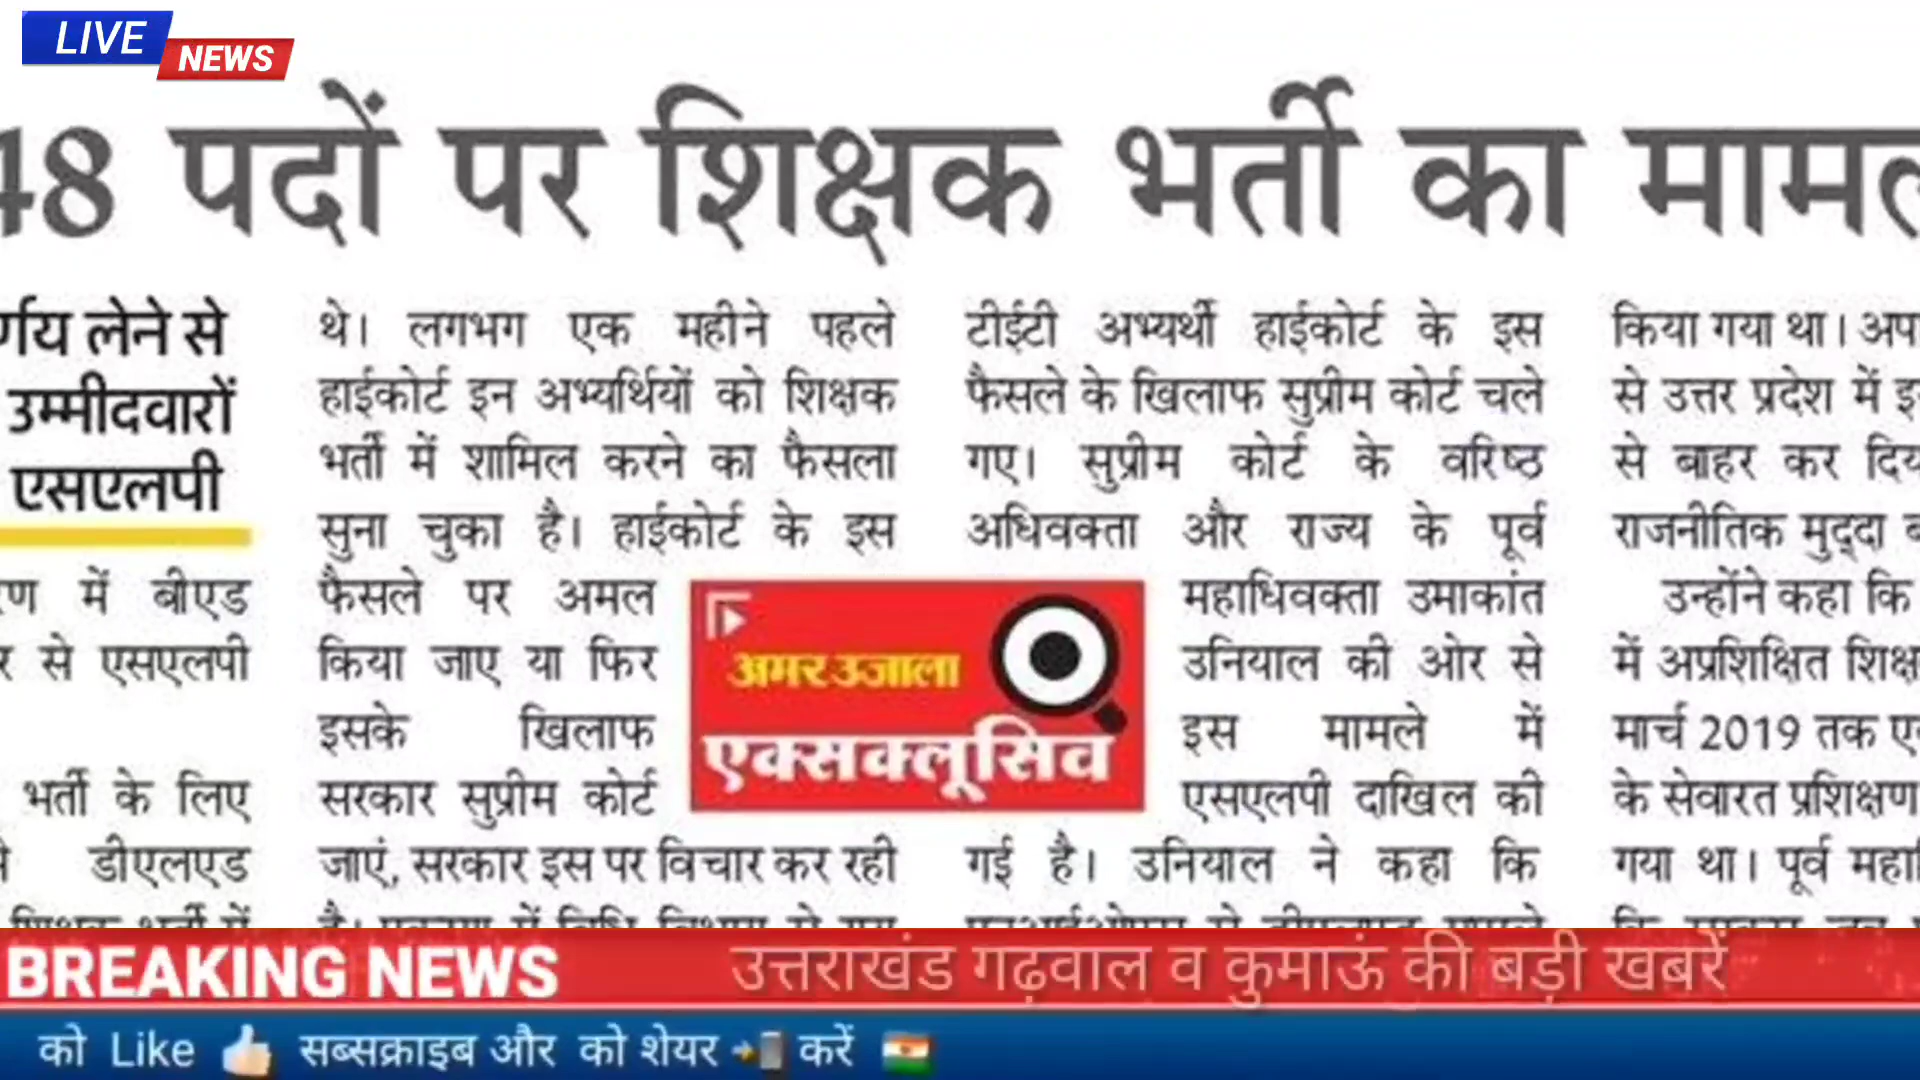 LIVE
NEWS
48 पदों पर शिक्षक भर्ती का
लेने से
उम्मीदवारों
एसएलपी
में बीएड
से एसएलपी
भर्ती के लिए
डीएलएड
थे। लगभग एक महीने पहले
हाईकोर्ट इन अभ्यर्थियों को शिक्षक
भर्ती में शामिल करने का फैसला
सुना चुका है। हाईकोर्ट के इस
फैसले पर अमल
किया जाए या फिर
इसके खिलाफ
सरकार सुप्रीम कोर्ट
जाएं, सरकार इस पर विचार कर रही
अमर उजाला
एक्सक्लूसिव
टीईटी अभ्यर्थी हाईकोर्ट के इस
फैसले के खिलाफ सुप्रीम कोर्ट चले
गए। सुप्रीम कोर्ट के वरिष्ठ
अधिवक्ता और राज्य के पूर्व
महाधिवक्ता उमाकांत
उनियाल की ओर से
इस मामले में
एसएलपी दाखिल की
गई है। उनियाल ने कहा कि
किया गया था।
से उत्तर प्रदेश में
से बाहर कर
राजनीतिक मुद्दा
उन्होंने कहा कि
में अप्रशिक्षित
मार्च 2019 तक
के सेवारत प्रशिक्षण
गया था। पूर्व
BREAKING NEWS
उत्तराखंड गढ़वाल व कुमाऊं की बड़ी खबरें
को Like 👍🏻 सब्सक्राइब और को शेयर 📲 करें 🇮🇳